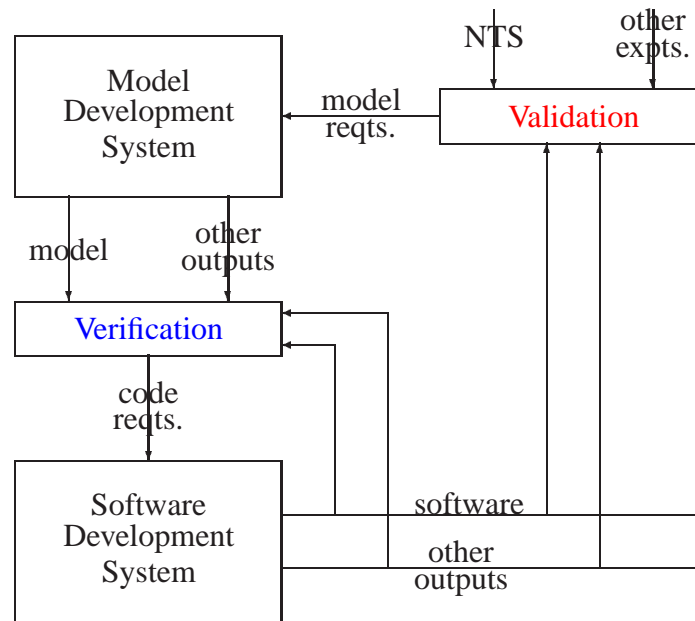 NTS
other
expts.
Model
Development
System
model
reqts.
Validation
model
other
outputs
Verification
code
reqts.
Software
Development
System
software
other
outputs